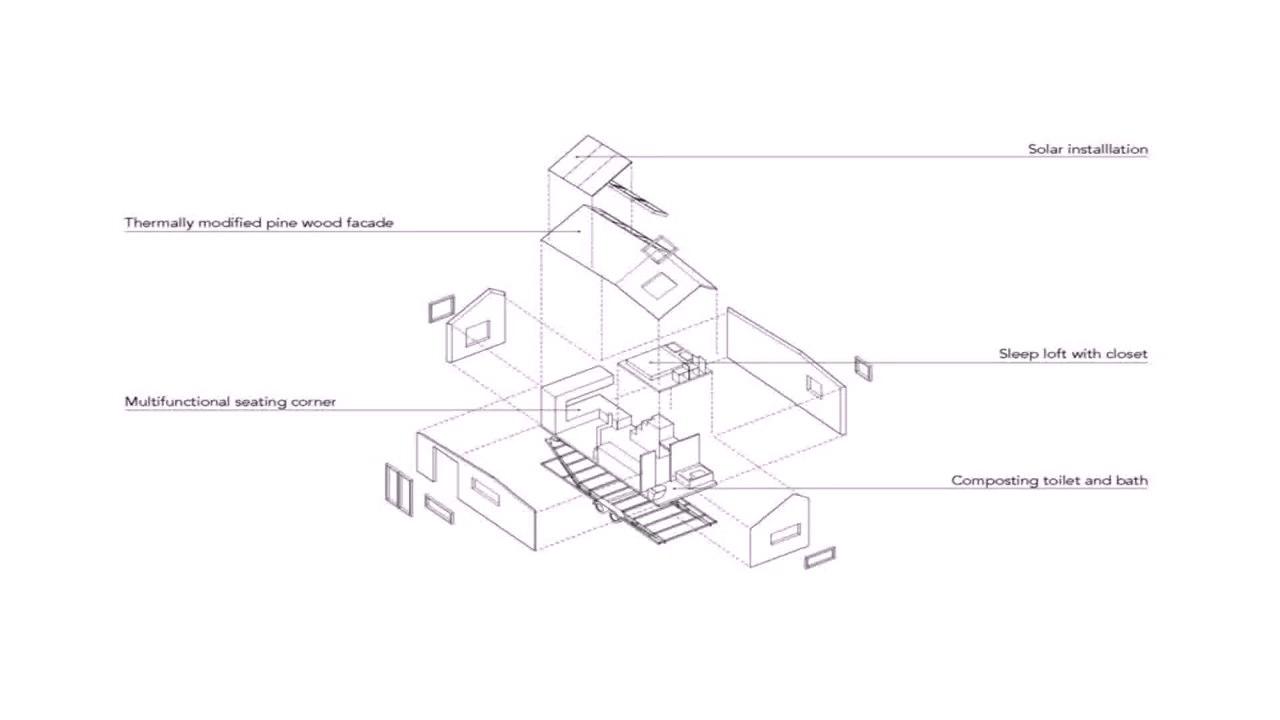 Solar installlation
Thermally modified pine wood facade
Sleep loft with closet
Multifunctional seating corner
Composting toilet and bath